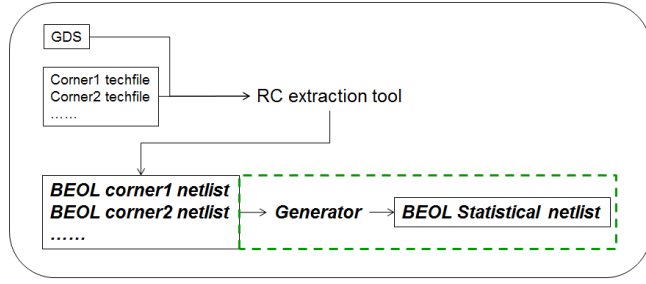 GDS
Corner1 techfile
Corner2 techfile
......
RC extraction tool
BEOL corner1 netlist
BEOL corner2 netlist
......
Generator
BEOL Statistical netlist